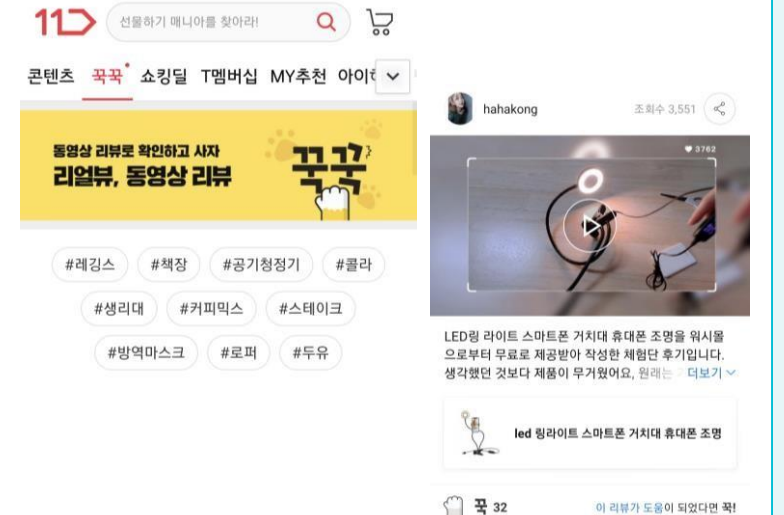 11
선물하기 매니아를 찾아라!
콘텐츠 꾹꾹 쇼킹딜 T멤버십 MY추천
동영상 리뷰로 확인하고 사자
리얼뷰, 동영상 리뷰
꾹꾹
#레깅스 #책장 #공기청정기 #콜라
#생리대 #커피믹스 #스테이크
#방역마스크 #로퍼 #두유
hahakong 조회수 3,551
3762
LED링 라이트 스마트폰 거치대 휴대폰 조명을 워시몰
으로부터 무료로 제공받아 작성한 체험단 후기입니다.
생각했던 것보다 제품이 무거웠어요, 원래는 더보기
led 링라이트 스마트폰 거치대 휴대폰 조명
꾹 32 이 리뷰가 도움이 되었다면 꾹!